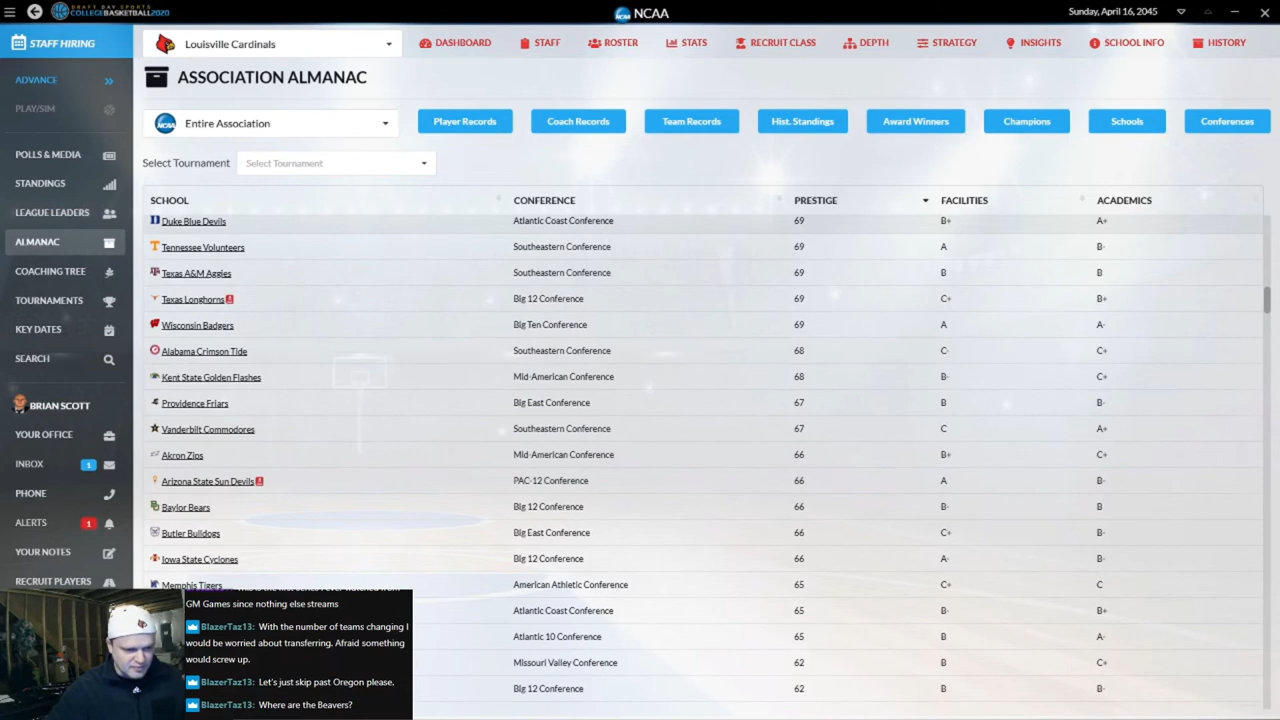 DRAFT DAY SPORTS
COLLEGE BASKETBALL 2020
NCAA
Sunday, April 16, 2045
STAFF HIRING
Louisville Cardinals
DASHBOARD
STAFF
ROSTER
STATS
RECRUIT CLASS
DEPTH
STRATEGY
INSIGHTS
SCHOOL INFO
HISTORY
ADVANCE
PLAY/SIM
POLLS & MEDIA
STANDINGS
LEAGUE LEADERS
ALMANAC
COACHING TREE
TOURNAMENTS
KEY DATES
SEARCH
BRIAN SCOTT
YOUR OFFICE
INBOX 1
PHONE
ALERTS 1
YOUR NOTES
RECRUIT PLAYERS
ASSOCIATION ALMANAC
Entire Association
Player Records
Coach Records
Team Records
Hist. Standings
Award Winners
Champions
Schools
Conferences
Select Tournament Select Tournament
SCHOOL CONFERENCE PRESTIGE FACILITIES ACADEMICS
Duke Blue Devils Atlantic Coast Conference 69 B+ A+
Tennessee Volunteers Southeastern Conference 69 A B-
Texas A&M Aggies Southeastern Conference 69 B B
Texas Longhorns Big 12 Conference 69 C+ B+
Wisconsin Badgers Big Ten Conference 69 A A-
Alabama Crimson Tide Southeastern Conference 68 C- C+
Kent State Golden Flashes Mid-American Conference 68 B- C+
Providence Friars Big East Conference 67 B B-
Vanderbilt Commodores Southeastern Conference 67 C A+
Akron Zips Mid-American Conference 66 B+ C+
Arizona State Sun Devils PAC-12 Conference 66 A B-
Baylor Bears Big 12 Conference 66 B- B
Butler Bulldogs Big East Conference 66 C+ B-
Iowa State Cyclones Big 12 Conference 66 A- B-
Memphis Tigers American Athletic Conference 65 C+ C
Atlantic Coast Conference 65 B- B+
Atlantic 10 Conference 65 B A-
Missouri Valley Conference 62 B C+
Big 12 Conference 62 B B-
GM Games since nothing else streams
BlazerTaz13: With the number of teams changing I
would be worried about transferring. Afraid something
would screw up.
BlazerTaz13: Let's just skip past Oregon please.
BlazerTaz13: Where are the Beavers?